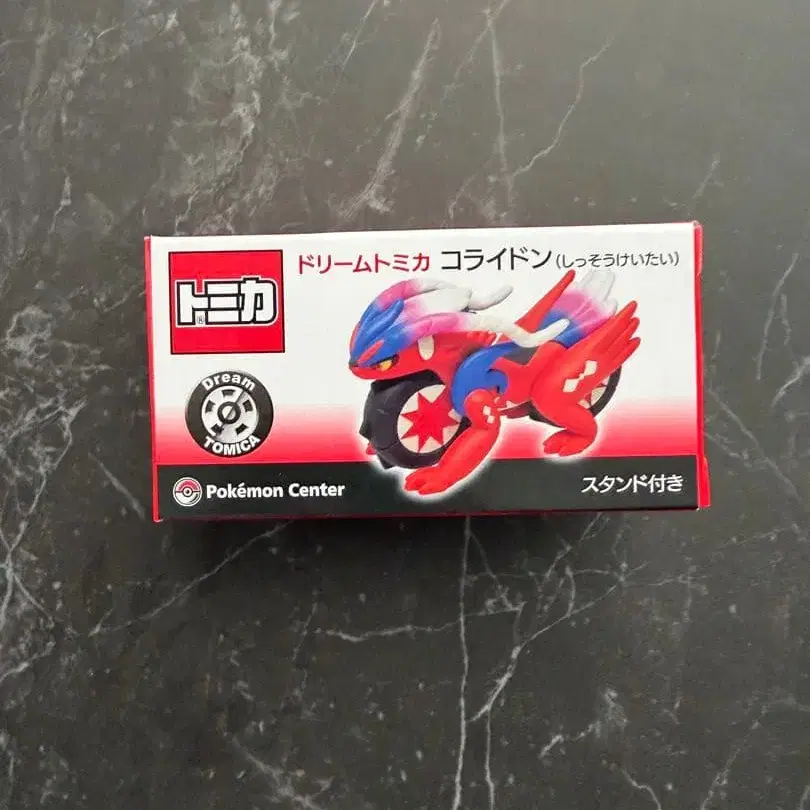 ドリームトミカ コライドン(しっそうけいたい)
トミカ®
Dream
TOMICA
Pokémon Center
スタンド付き